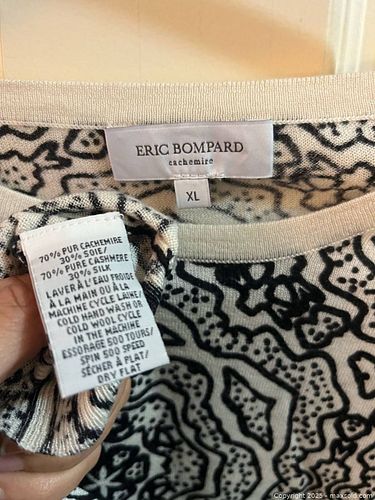 ERIC BOMPARD
cachemire
XL
70% PUR CACHEMIRE
30% SOIE/
70% PURE CASHMERE
30% SILK
LAVER À L'EAU FROIDE
À LA MAIN OU À LA
MACHINE CYCLE LAINE/
COLD HAND WASH OR
COLD WOOL CYCLE
IN THE MACHINE
ESSORAGE 500 TOURS/
SPIN 500 SPEED
SÉCHER À PLAT/
DRY FLAT
Copyright 2025 - maxsold.com